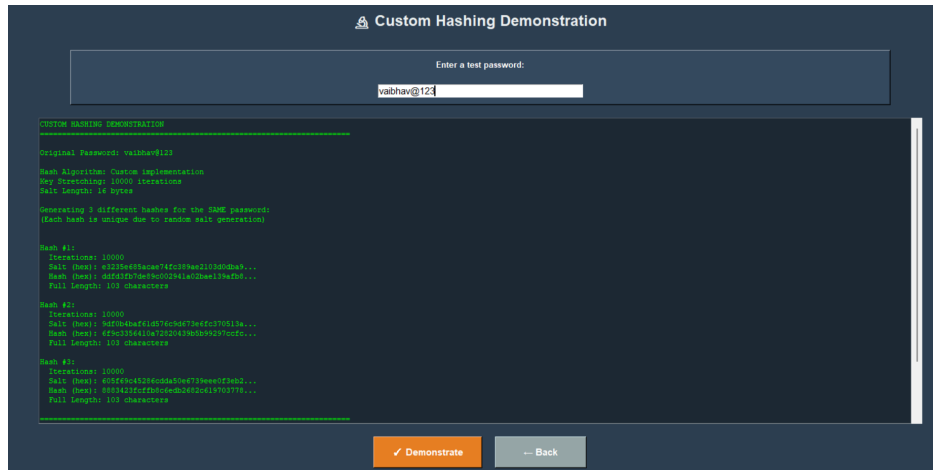 Custom Hashing Demonstration
Enter a test password:
vaibhav@123
CUSTOM HASHING DEMONSTRATION
======================================================================
Original Password: vaibhav@123
Hash Algorithm: Custom implementation
Key Stretching: 10000 iterations
Salt Length: 16 bytes
Generating 3 different hashes for the SAME password:
(Each hash is unique due to random salt generation)
Hash #1:
Iterations: 10000
Salt (hex): e3235e685acae74fc389ae2103d0dba9...
Hash (hex): ddfd3fb7de89c002941a02bae139afb8...
Full Length: 103 characters
Hash #2:
Iterations: 10000
Salt (hex): 9df0b4baf61d576c9d673e6fc370513a...
Hash (hex): 6f9c3356410a72820439b5b99297ccfc...
Full Length: 103 characters
Hash #3:
Iterations: 10000
Salt (hex): 605f69c45286cdda50e6739eee0f3eb2...
Hash (hex): 8883423fcffb8c6edb2682c619703778...
Full Length: 103 characters
======================================================================
✓ Demonstrate
← Back